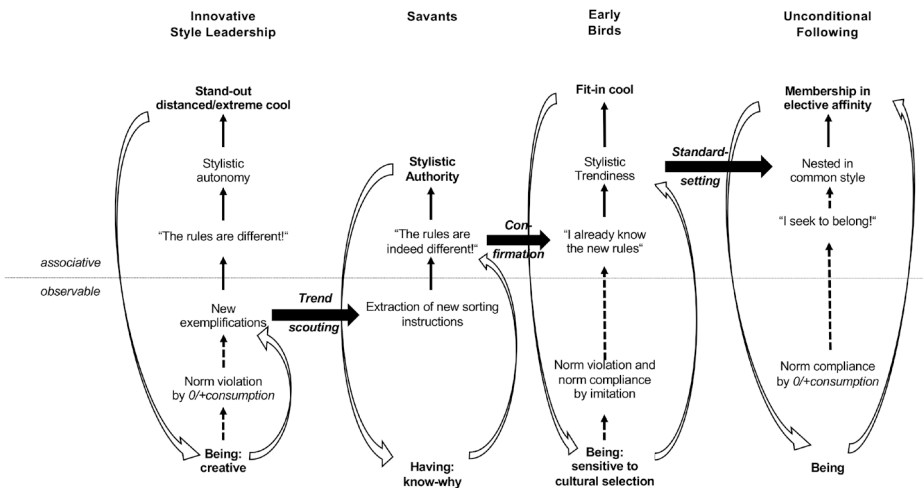 Innovative
Style Leadership
Savants
Early
Birds
Unconditional
Following
Stand-out
distanced/extreme cool
Stylistic
autonomy
“The rules are different!“
associative
observable
New
exemplifications
Norm violation
by 0/+consumption
Being:
creative
Trend
scouting
Stylistic
Authority
“The rules are
indeed different!“
Extraction of new sorting
instructions
Having:
know-why
Con-
firmation
Fit-in cool
Stylistic
Trendiness
“I already know
the new rules“
Norm violation and
norm compliance
by imitation
Being:
sensitive to
cultural selection
Standard-
setting
Membership in
elective affinity
Nested in
common style
“I seek to belong!“
Norm compliance
by 0/+consumption
Being